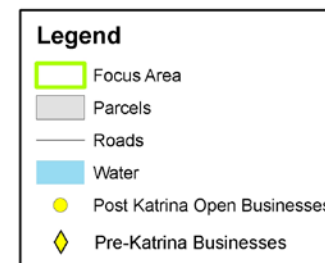 Legend
Focus Area
Parcels
Roads
Water
Post Katrina Open Businesses
Pre-Katrina Businesses